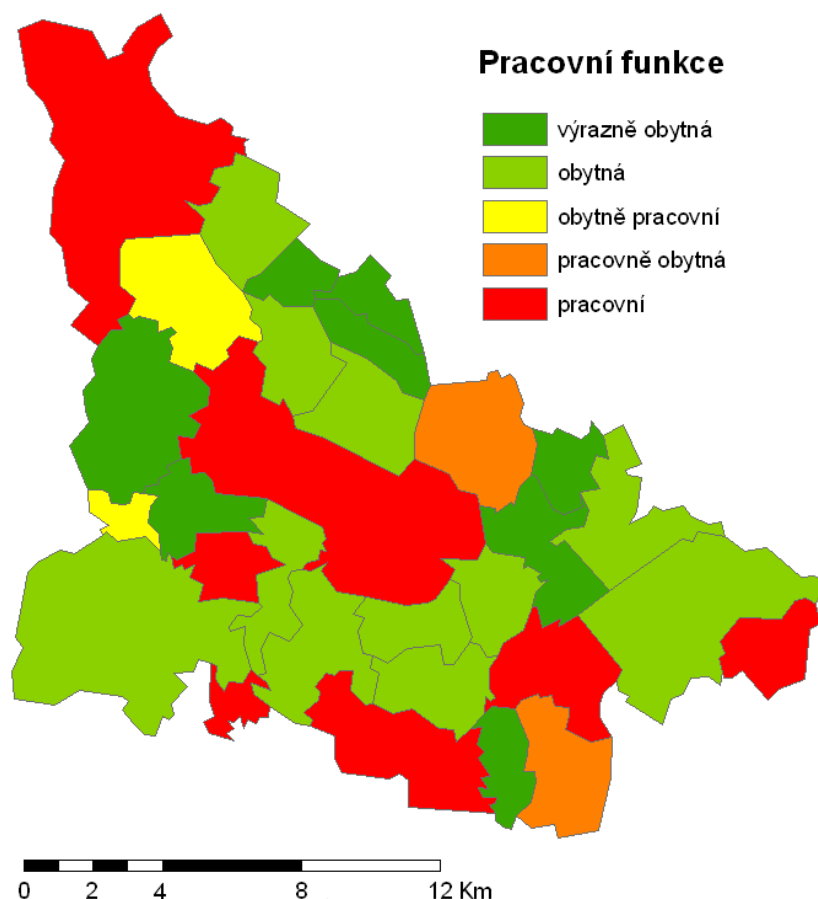 Pracovní funkce
výrazně obytná
obytná
obytně pracovní
pracovně obytná
pracovní
0 2 4 8 12 Km